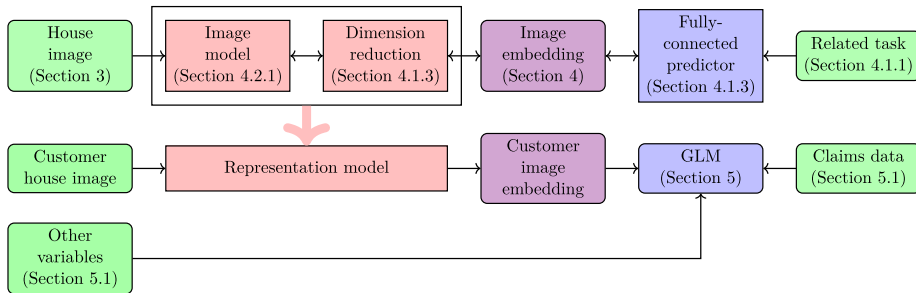 House
image
(Section 3)
Image
model
(Section 4.2.1)
Dimension
reduction
(Section 4.1.3)
Image
embedding
(Section 4)
Fully-
connected
predictor
(Section 4.1.3)
Related task
(Section 4.1.1)
Customer
house image
Representation model
Customer
image
embedding
GLM
(Section 5)
Claims data
(Section 5.1)
Other
variables
(Section 5.1)